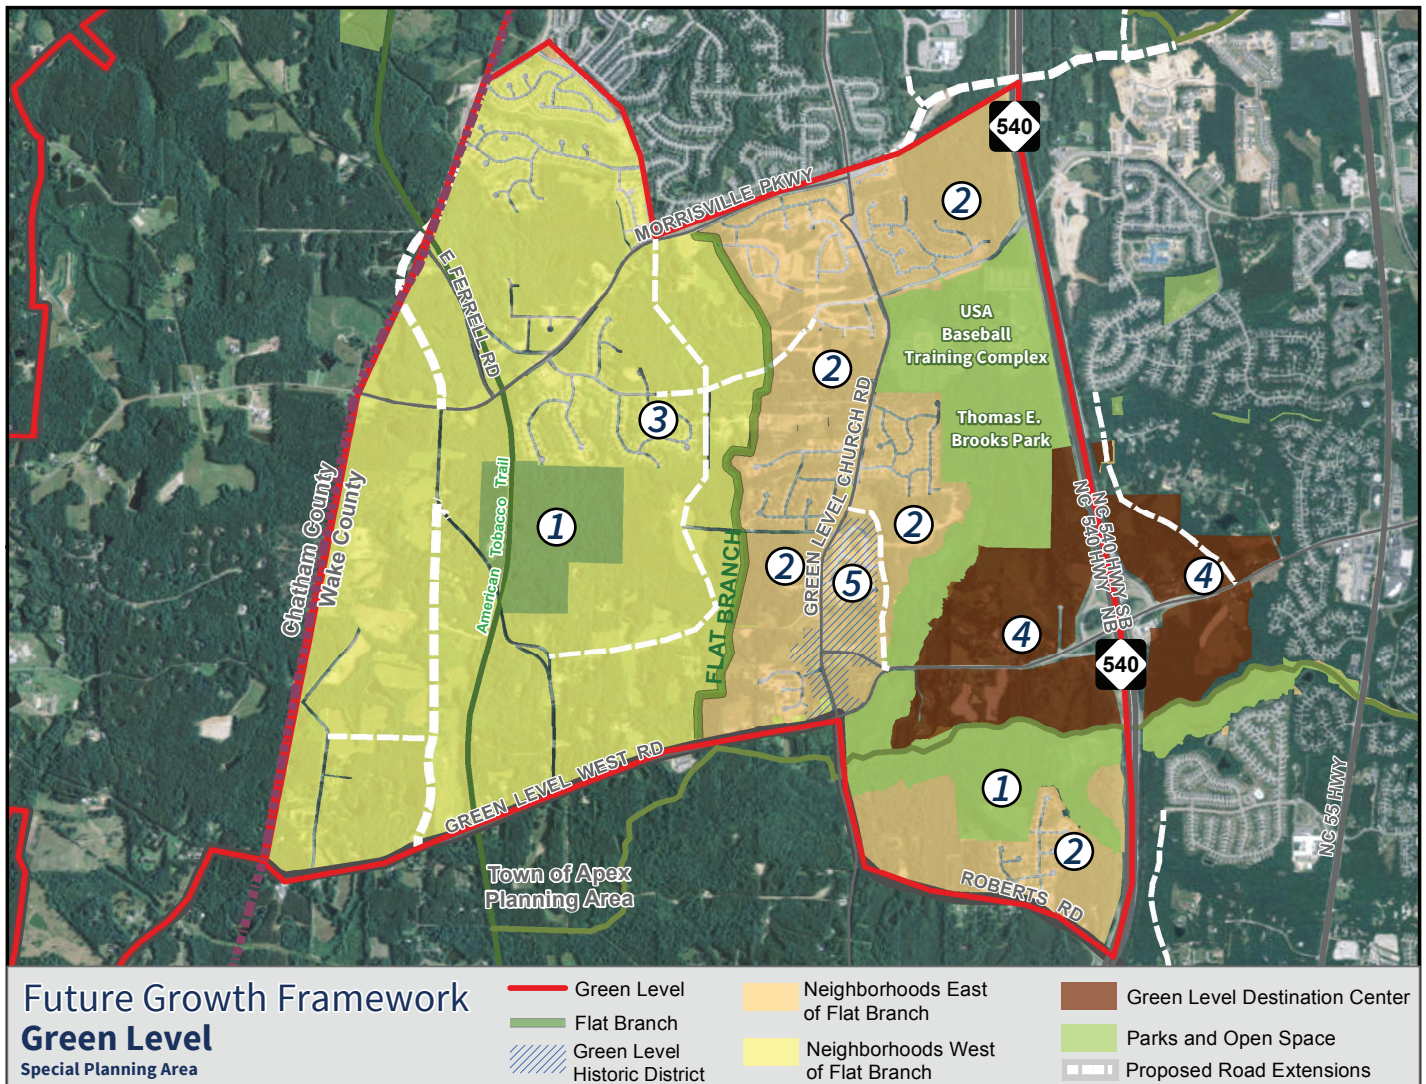 540
MORRISVILLE PKWY
2
E FERRELL RD
USA
Baseball
Training Complex
2
GREEN LEVEL CHURCH RD
3
Thomas E.
Brooks Park
Chatham County
Wake County
American Tobacco Trail
1
2
NC 540 HWY SB
NC 540 HWY NB
FLAT BRANCH
2
5
4
4
540
GREEN LEVEL WEST RD
1
2
NC 55 HWY
Town of Apex
Planning Area
ROBERTS RD
Future Growth Framework
Green Level
Special Planning Area
Green Level
Flat Branch
Green Level
Historic District
Neighborhoods East
of Flat Branch
Neighborhoods West
of Flat Branch
Green Level Destination Center
Parks and Open Space
Proposed Road Extensions